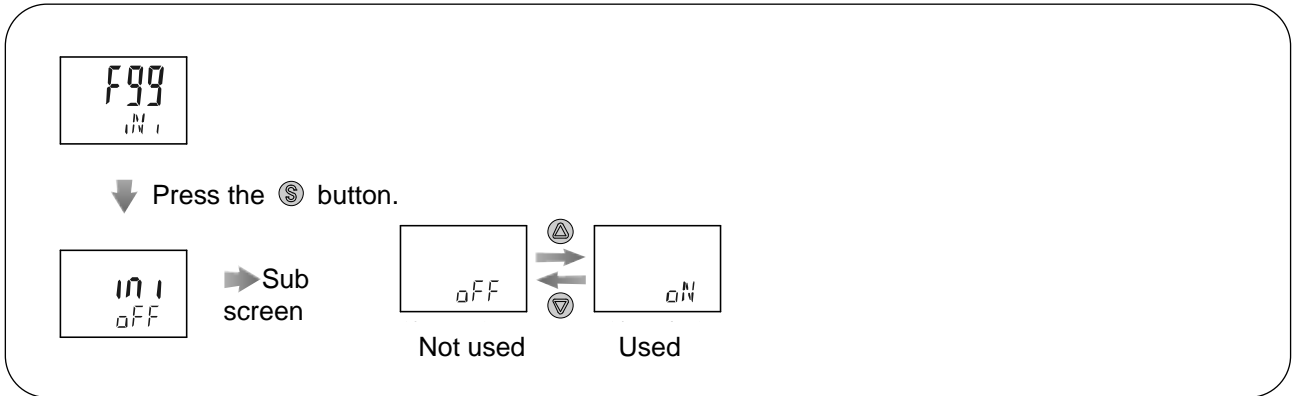 F99
iNi
Press the Ⓢ button.
ini
oFF
Sub
screen
oFF
oN
Not used
Used